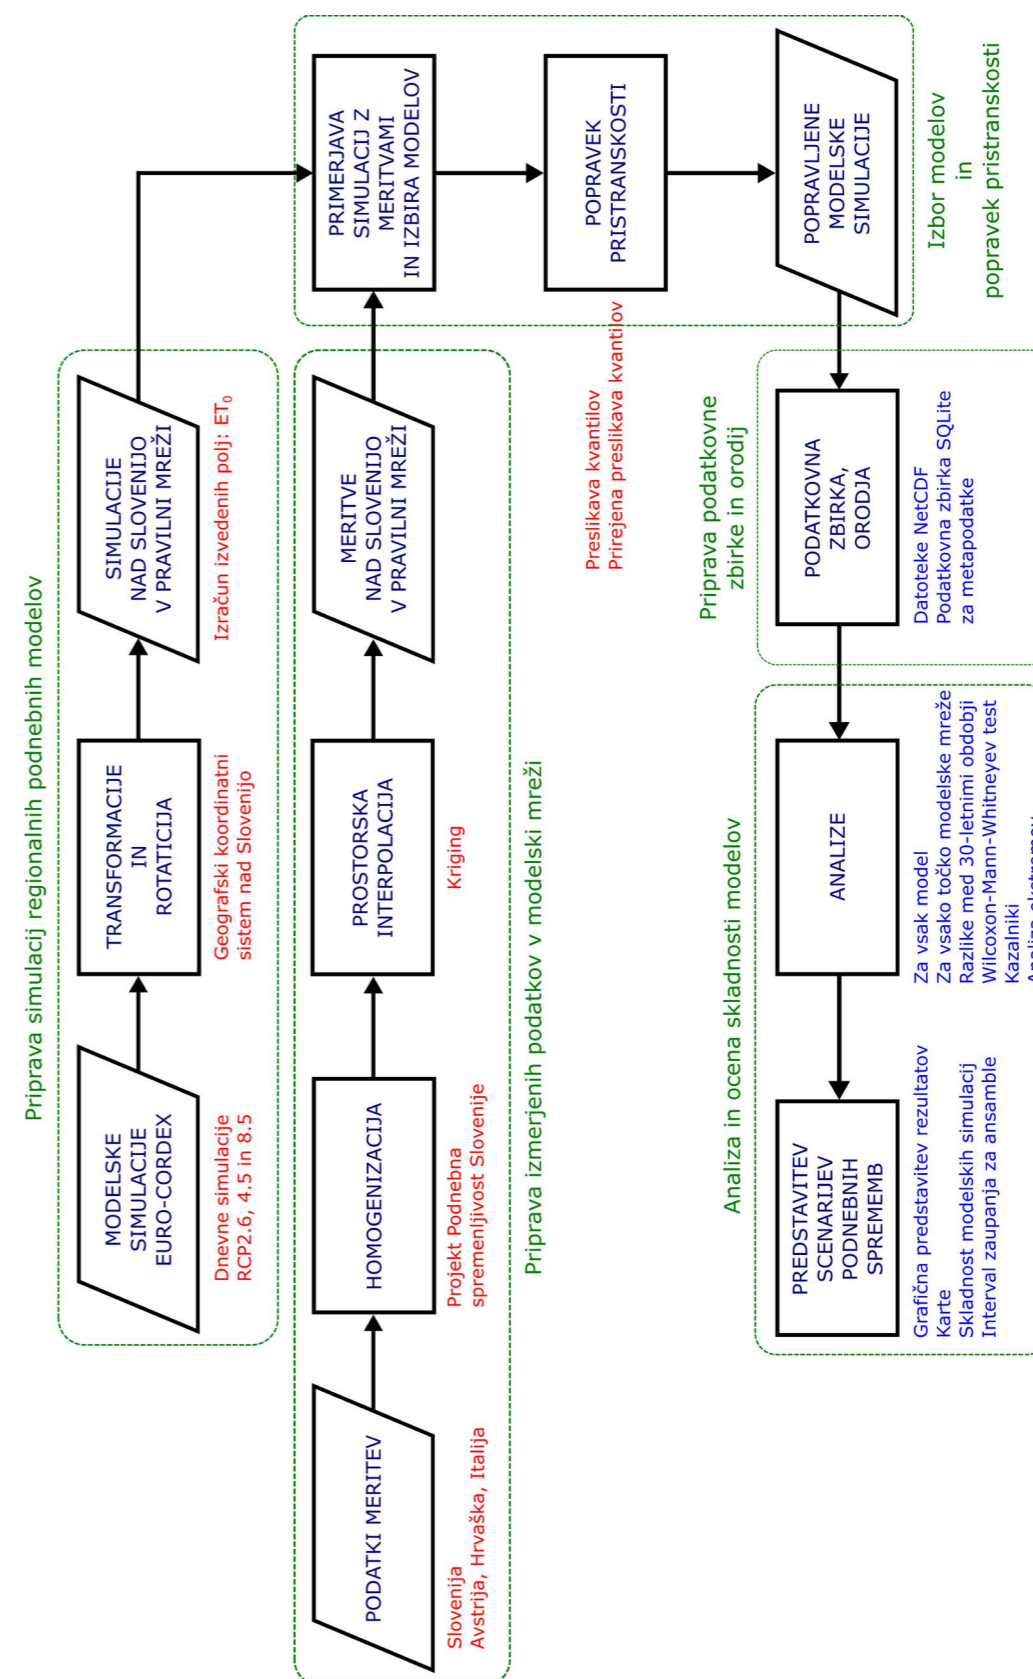 Priprava simulacij regionalnih podnebnih modelov
MODELSKE
SIMULACIJE
EURO-CORDEX
Dnevne simulacije
RCP2.6, 4.5 in 8.5
TRANSFORMACIJE
IN
ROTATICIJA
Geografski koordinatni
sistem nad Slovenijo
SIMULACIJE
NAD SLOVENIJO
V PRAVILNI MREŽI
Izračun izvedenih polj: ET₀
PODATKI MERITEV
Slovenija
Avstrija, Hrvaška, Italija
HOMOGENIZACIJA
Projekt Podnebna
spremenljivost Slovenije
PROSTORSKA
INTERPOLACIJA
Kriging
MERITVE
NAD SLOVENIJO
V PRAVILNI MREŽI
Priprava izmerjenih podatkov v modelski mreži
PRIMERJAVA
SIMULACIJ Z
MERITVAMI
IN IZBIRA MODELOV
POPRAVEK
PRISTRANSKOSTI
Preslikava kvantilov
Prirejena preslikava kvantilov
POPRAVLJENE
MODELSKE
SIMULACIJE
Izbor modelov
in
popravek pristranskosti
Priprava podatkovne
zbirke in orodij
PODATKOVNA
ZBIRKA,
ORODJA
Datoteke NetCDF
Podatkovna zbirka SQLite
za metapodatke
Analiza in ocena skladnosti modelov
ANALIZE
Za vsak model
Za vsako točko modelske mreže
Razlike med 30-letnimi obdobji
Wilcoxon-Mann-Whitneyev test
Kazalniki
Analiza ekstremov
PREDSTAVITEV
SCENARIJEV
PODNEBNIH
SPREMEMB
Grafična predstavitev rezultatov
Karte
Skladnost modelskih simulacij
Interval zaupanja za ansamble